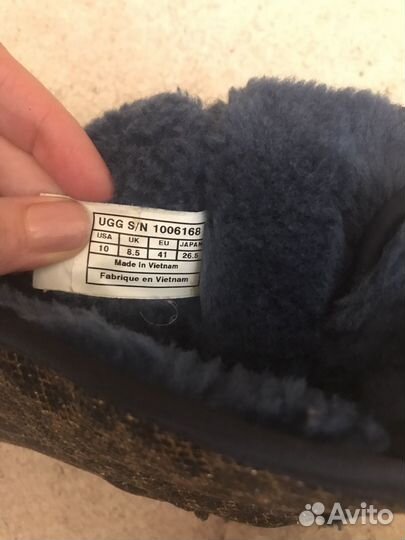 UGG S/N 1006168
USA UK EU JAPAN
10 8.5 41 26.5
Made in Vietnam
Fabrique en Vietnam
Avito